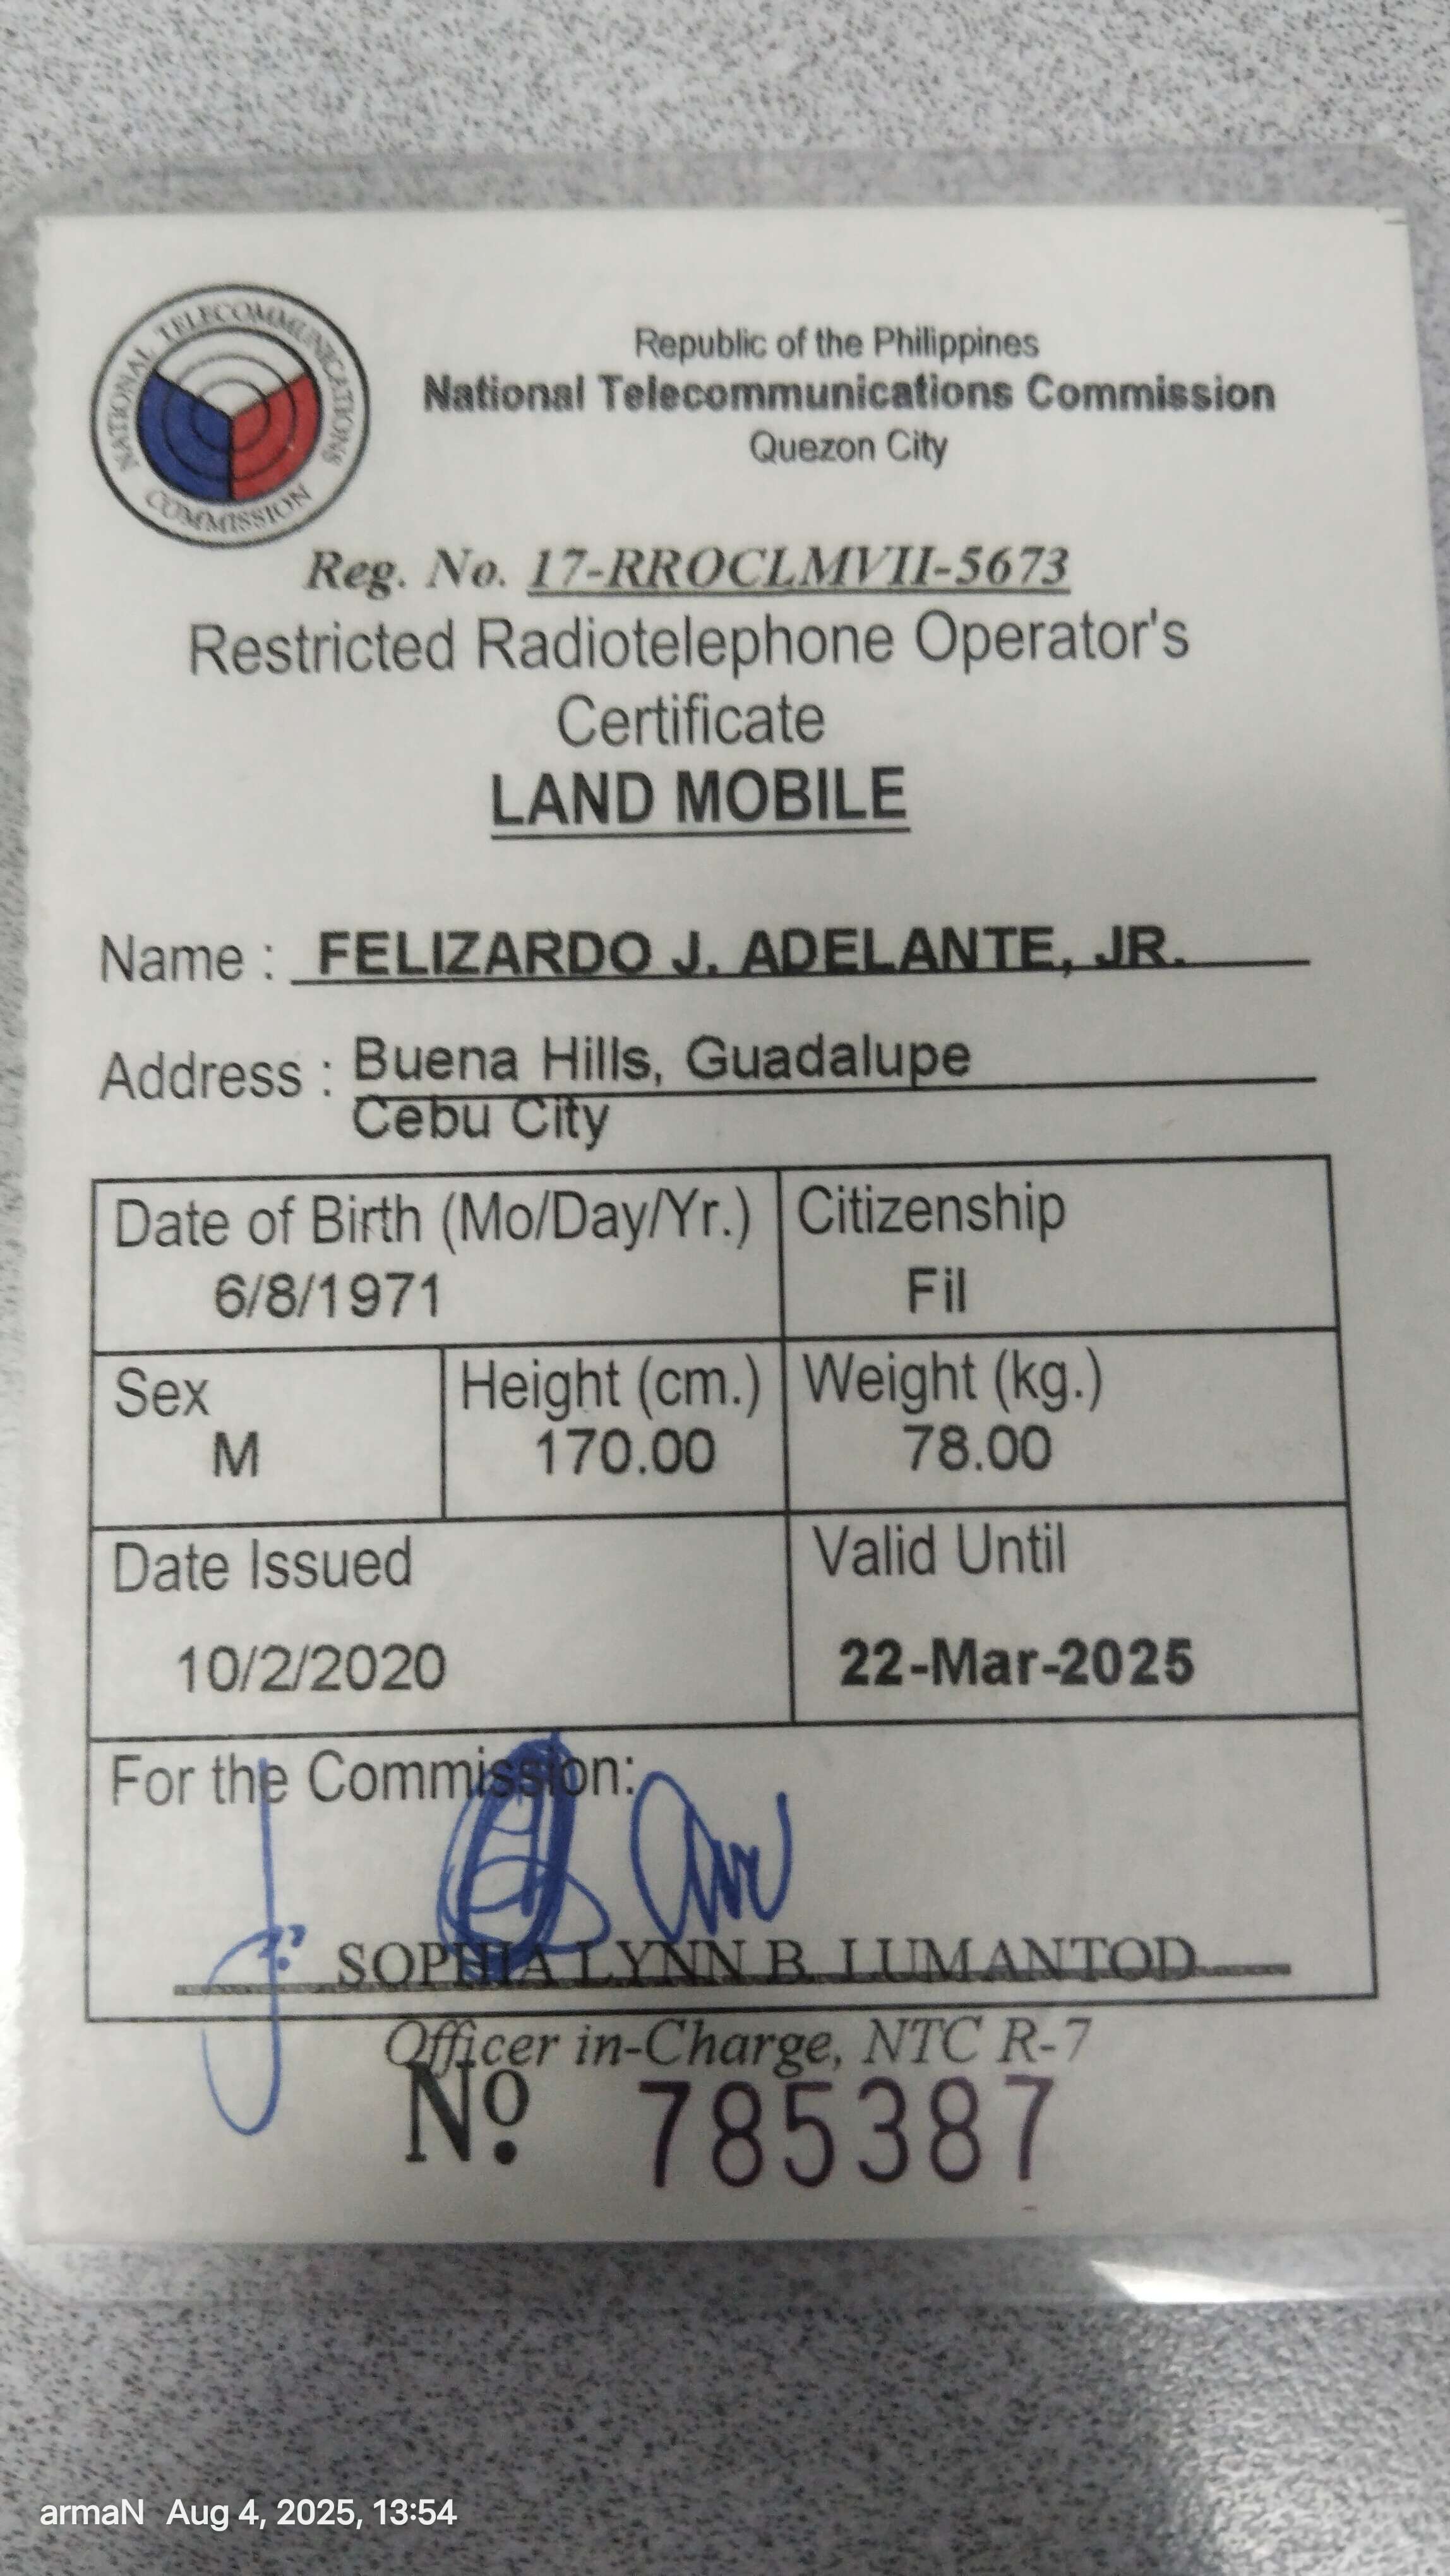 NATIONAL TELECOMMUNICATIONS COMMISSION
Republic of the Philippines
National Telecommunications Commission
Quezon City
Reg. No. 17-RROCLMVII-5673
Restricted Radiotelephone Operator's
Certificate
LAND MOBILE
Name : FELIZARDO J. ADELANTE, JR.
Address : Buena Hills, Guadalupe
Cebu City
Date of Birth (Mo/Day/Yr.) Citizenship
6/8/1971 Fil
Sex Height (cm.) Weight (kg.)
M 170.00 78.00
Date Issued Valid Until
10/2/2020 22-Mar-2025
For the Commission:
SOPHIA LYNN B. LUMANTOD
Officer in-Charge, NTC R-7
Nº 785387
armaN Aug 4, 2025, 13:54